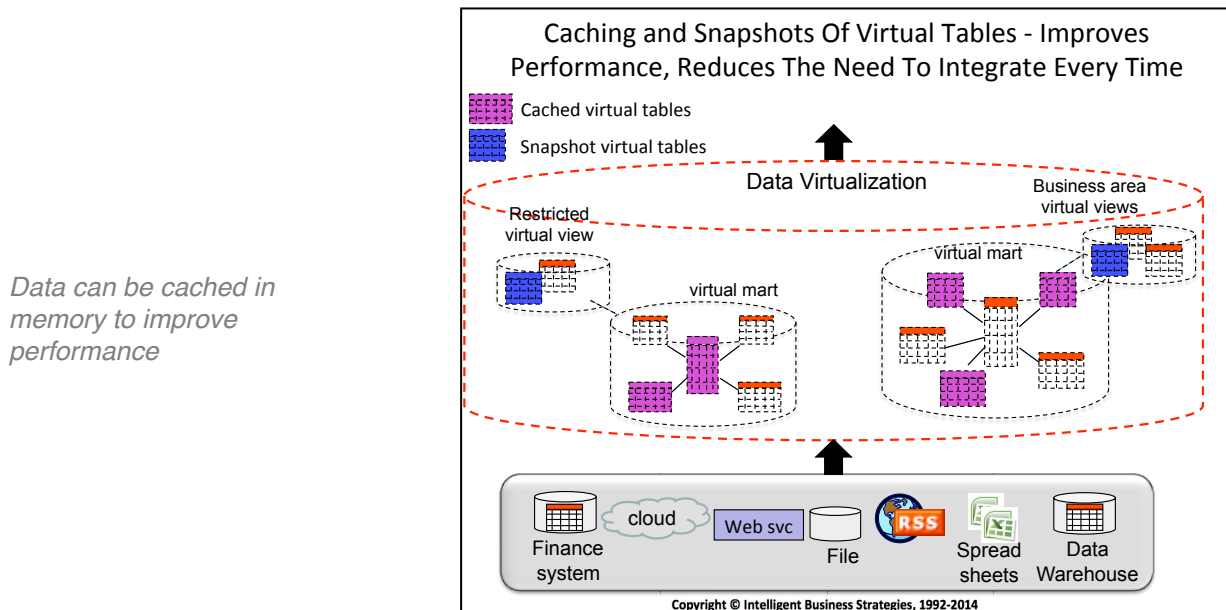 Data can be cached in
memory to improve
performance
Caching and Snapshots Of Virtual Tables - Improves
Performance, Reduces The Need To Integrate Every Time
Cached virtual tables
Snapshot virtual tables
Data Virtualization
Business area
virtual views
Restricted
virtual view
virtual mart
virtual mart
Finance
system
cloud
Web svc
File
RSS
Spread
sheets
Data
Warehouse
Copyright © Intelligent Business Strategies, 1992-2014